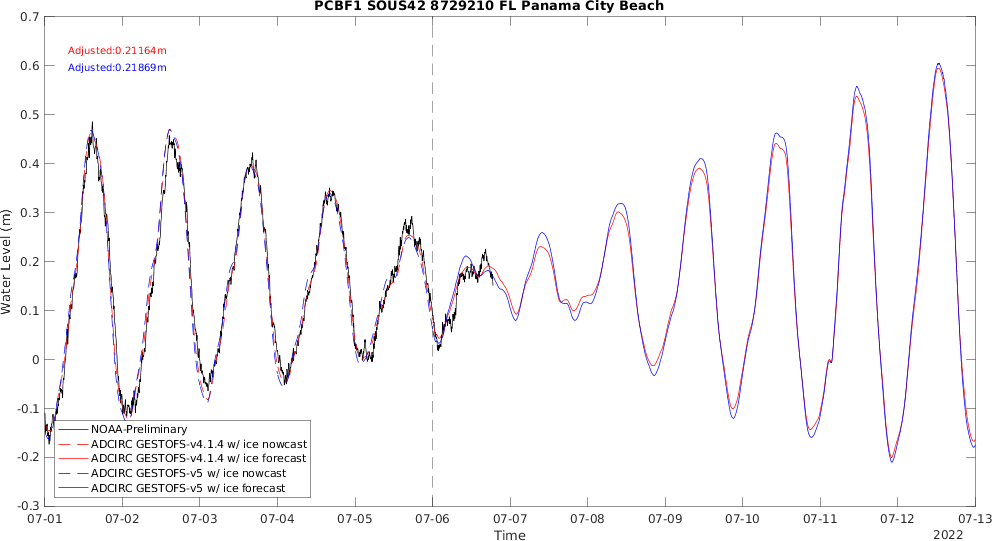 PCBF1 SOUS42 8729210 FL Panama City Beach
Adjusted:0.21164m
Adjusted:0.21869m
Water Level (m)
0.7
0.6
0.5
0.4
0.3
0.2
0.1
0
-0.1
-0.2
-0.3
NOAA-Preliminary
ADCIRC GESTOFS-v4.1.4 w/ ice nowcast
ADCIRC GESTOFS-v4.1.4 w/ ice forecast
ADCIRC GESTOFS-v5 w/ ice nowcast
ADCIRC GESTOFS-v5 w/ ice forecast
07-01 07-02 07-03 07-04 07-05 07-06 07-07 07-08 07-09 07-10 07-11 07-12 07-13
Time
2022